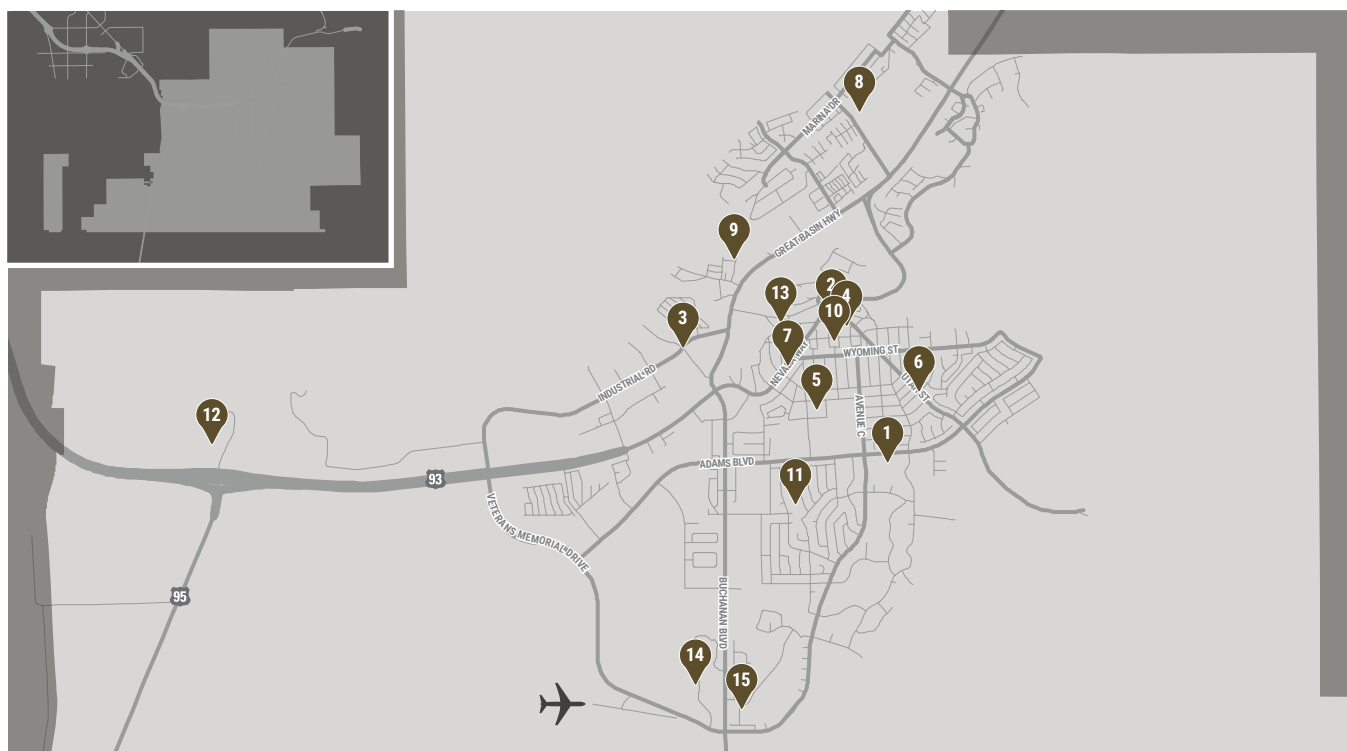 8
MARINA DR
9
GREAT BASIN HWY
2
13
4
10
3
7
NEVADA WAY
WYOMING ST
6
INDUSTRIAL RD
5
UTAH ST
12
AVENUE C
1
ADAMS BLVD
93
11
VETERANS MEMORIAL DRIVE
95
BUCHANAN BLVD
14
15